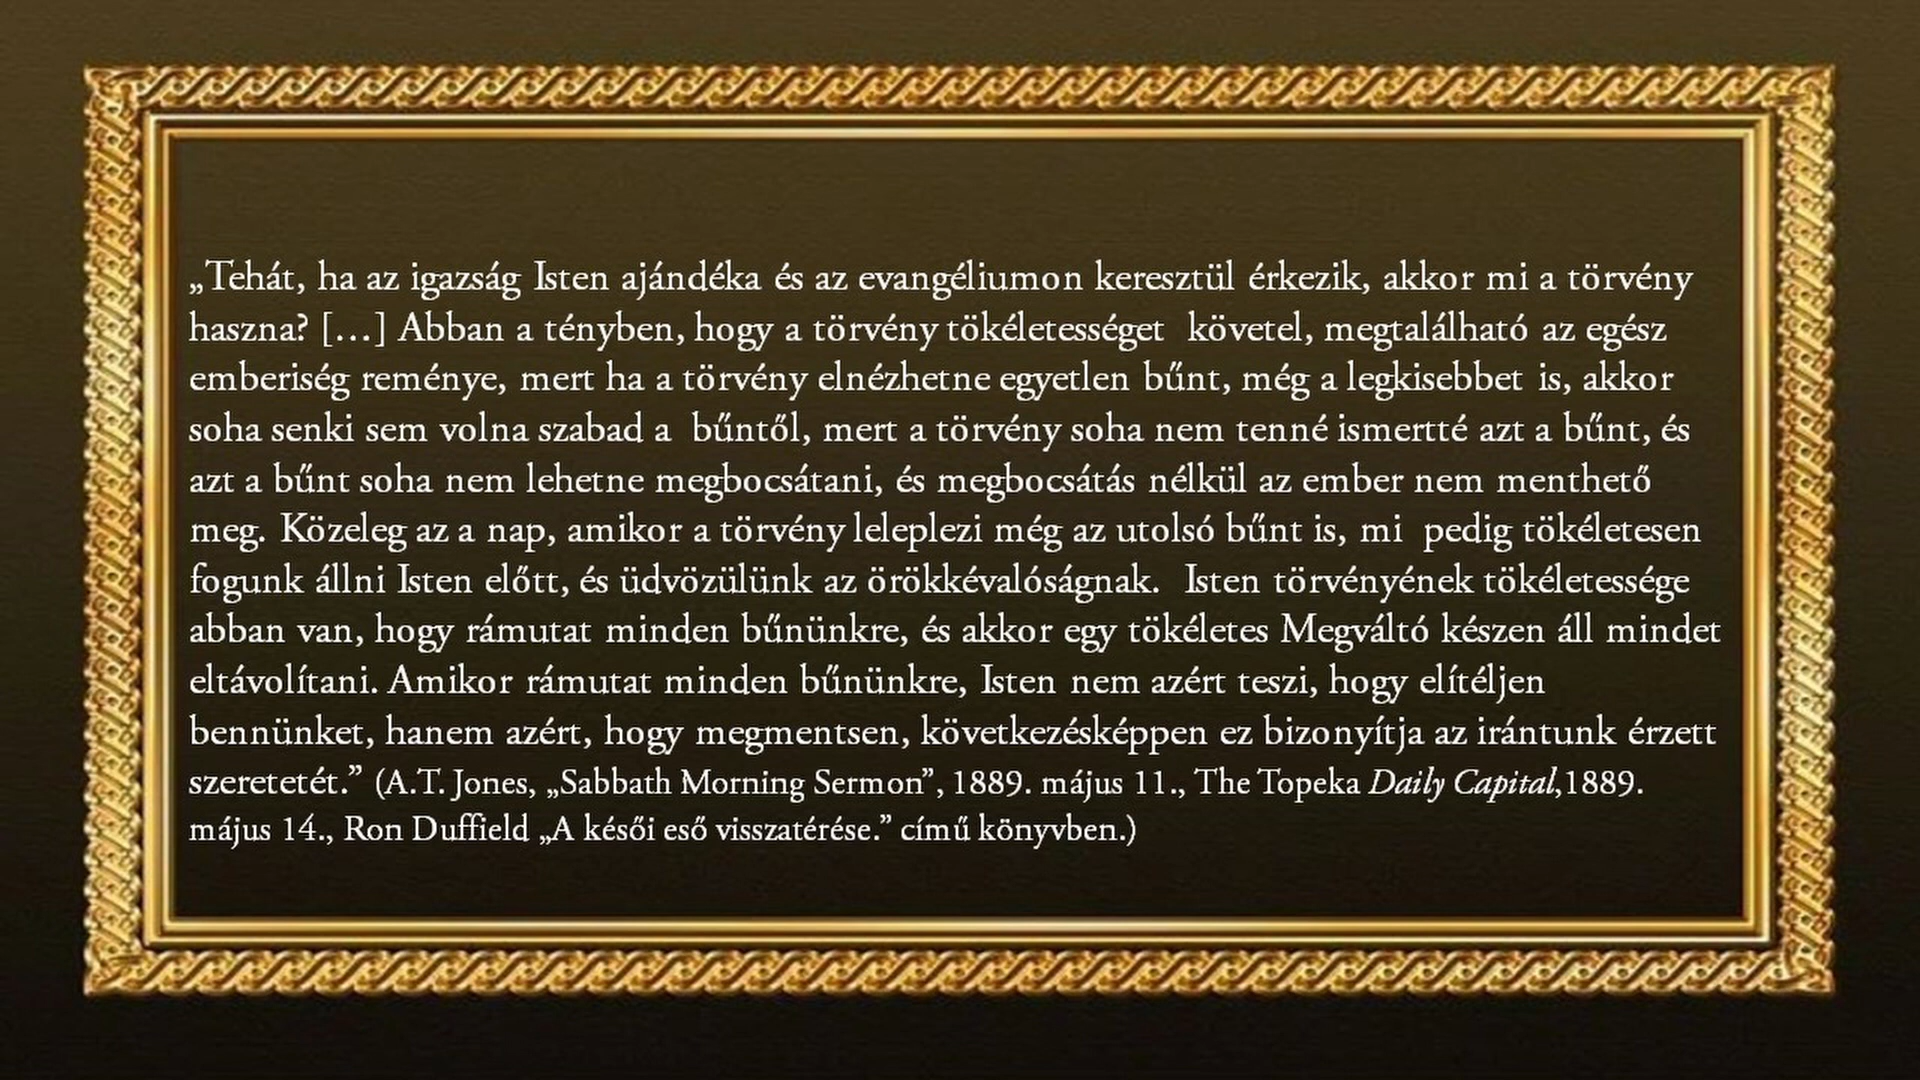 „Tehát, ha az igazság Isten ajándéka és az evangéliumon keresztül érkezik, akkor mi a törvény
haszna? […] Abban a tényben, hogy a törvény tökéletességet követel, megtalálható az egész
emberiség reménye, mert ha a törvény elnézhetne egyetlen bűnt, még a legkisebbet is, akkor
soha senki sem volna szabad a bűntől, mert a törvény soha nem tenné ismertté azt a bűnt, és
azt a bűnt soha nem lehetne megbocsátani, és megbocsátás nélkül az ember nem menthető
meg. Közeleg az a nap, amikor a törvény leleplezi még az utolsó bűnt is, mi pedig tökéletesen
fogunk állni Isten előtt, és üdvözülünk az örökkévalóságnak. Isten törvényének tökéletessége
abban van, hogy rámutat minden bűnünkre, és akkor egy tökéletes Megváltó készen áll mindet
eltávolítani. Amikor rámutat minden bűnünkre, Isten nem azért teszi, hogy elítéljen
bennünket, hanem azért, hogy megmentsen, következésképpen ez bizonyítja az irántunk érzett
szeretetét.” (A.T. Jones, „Sabbath Morning Sermon”, 1889. május 11., The Topeka Daily Capital,1889.
május 14., Ron Duffield „A késői eső visszatérése.” című könyvben.)